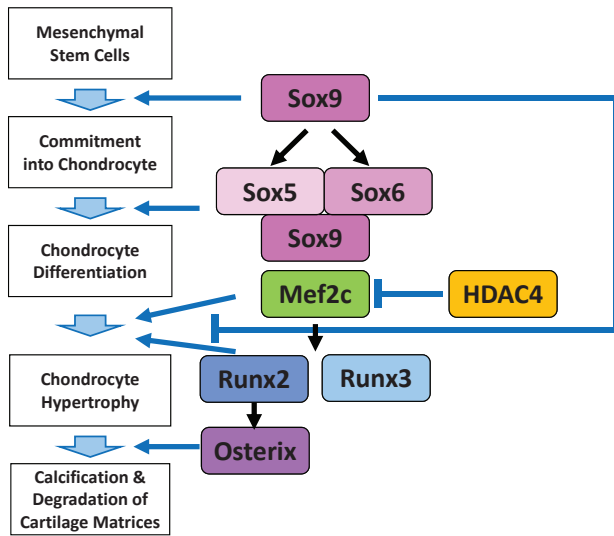 Mesenchymal
Stem Cells
Sox9
Commitment
into Chondrocyte
Sox5
Sox6
Sox9
Chondrocyte
Differentiation
Mef2c
HDAC4
Chondrocyte
Hypertrophy
Runx2
Runx3
Osterix
Calcification &
Degradation of
Cartilage Matrices